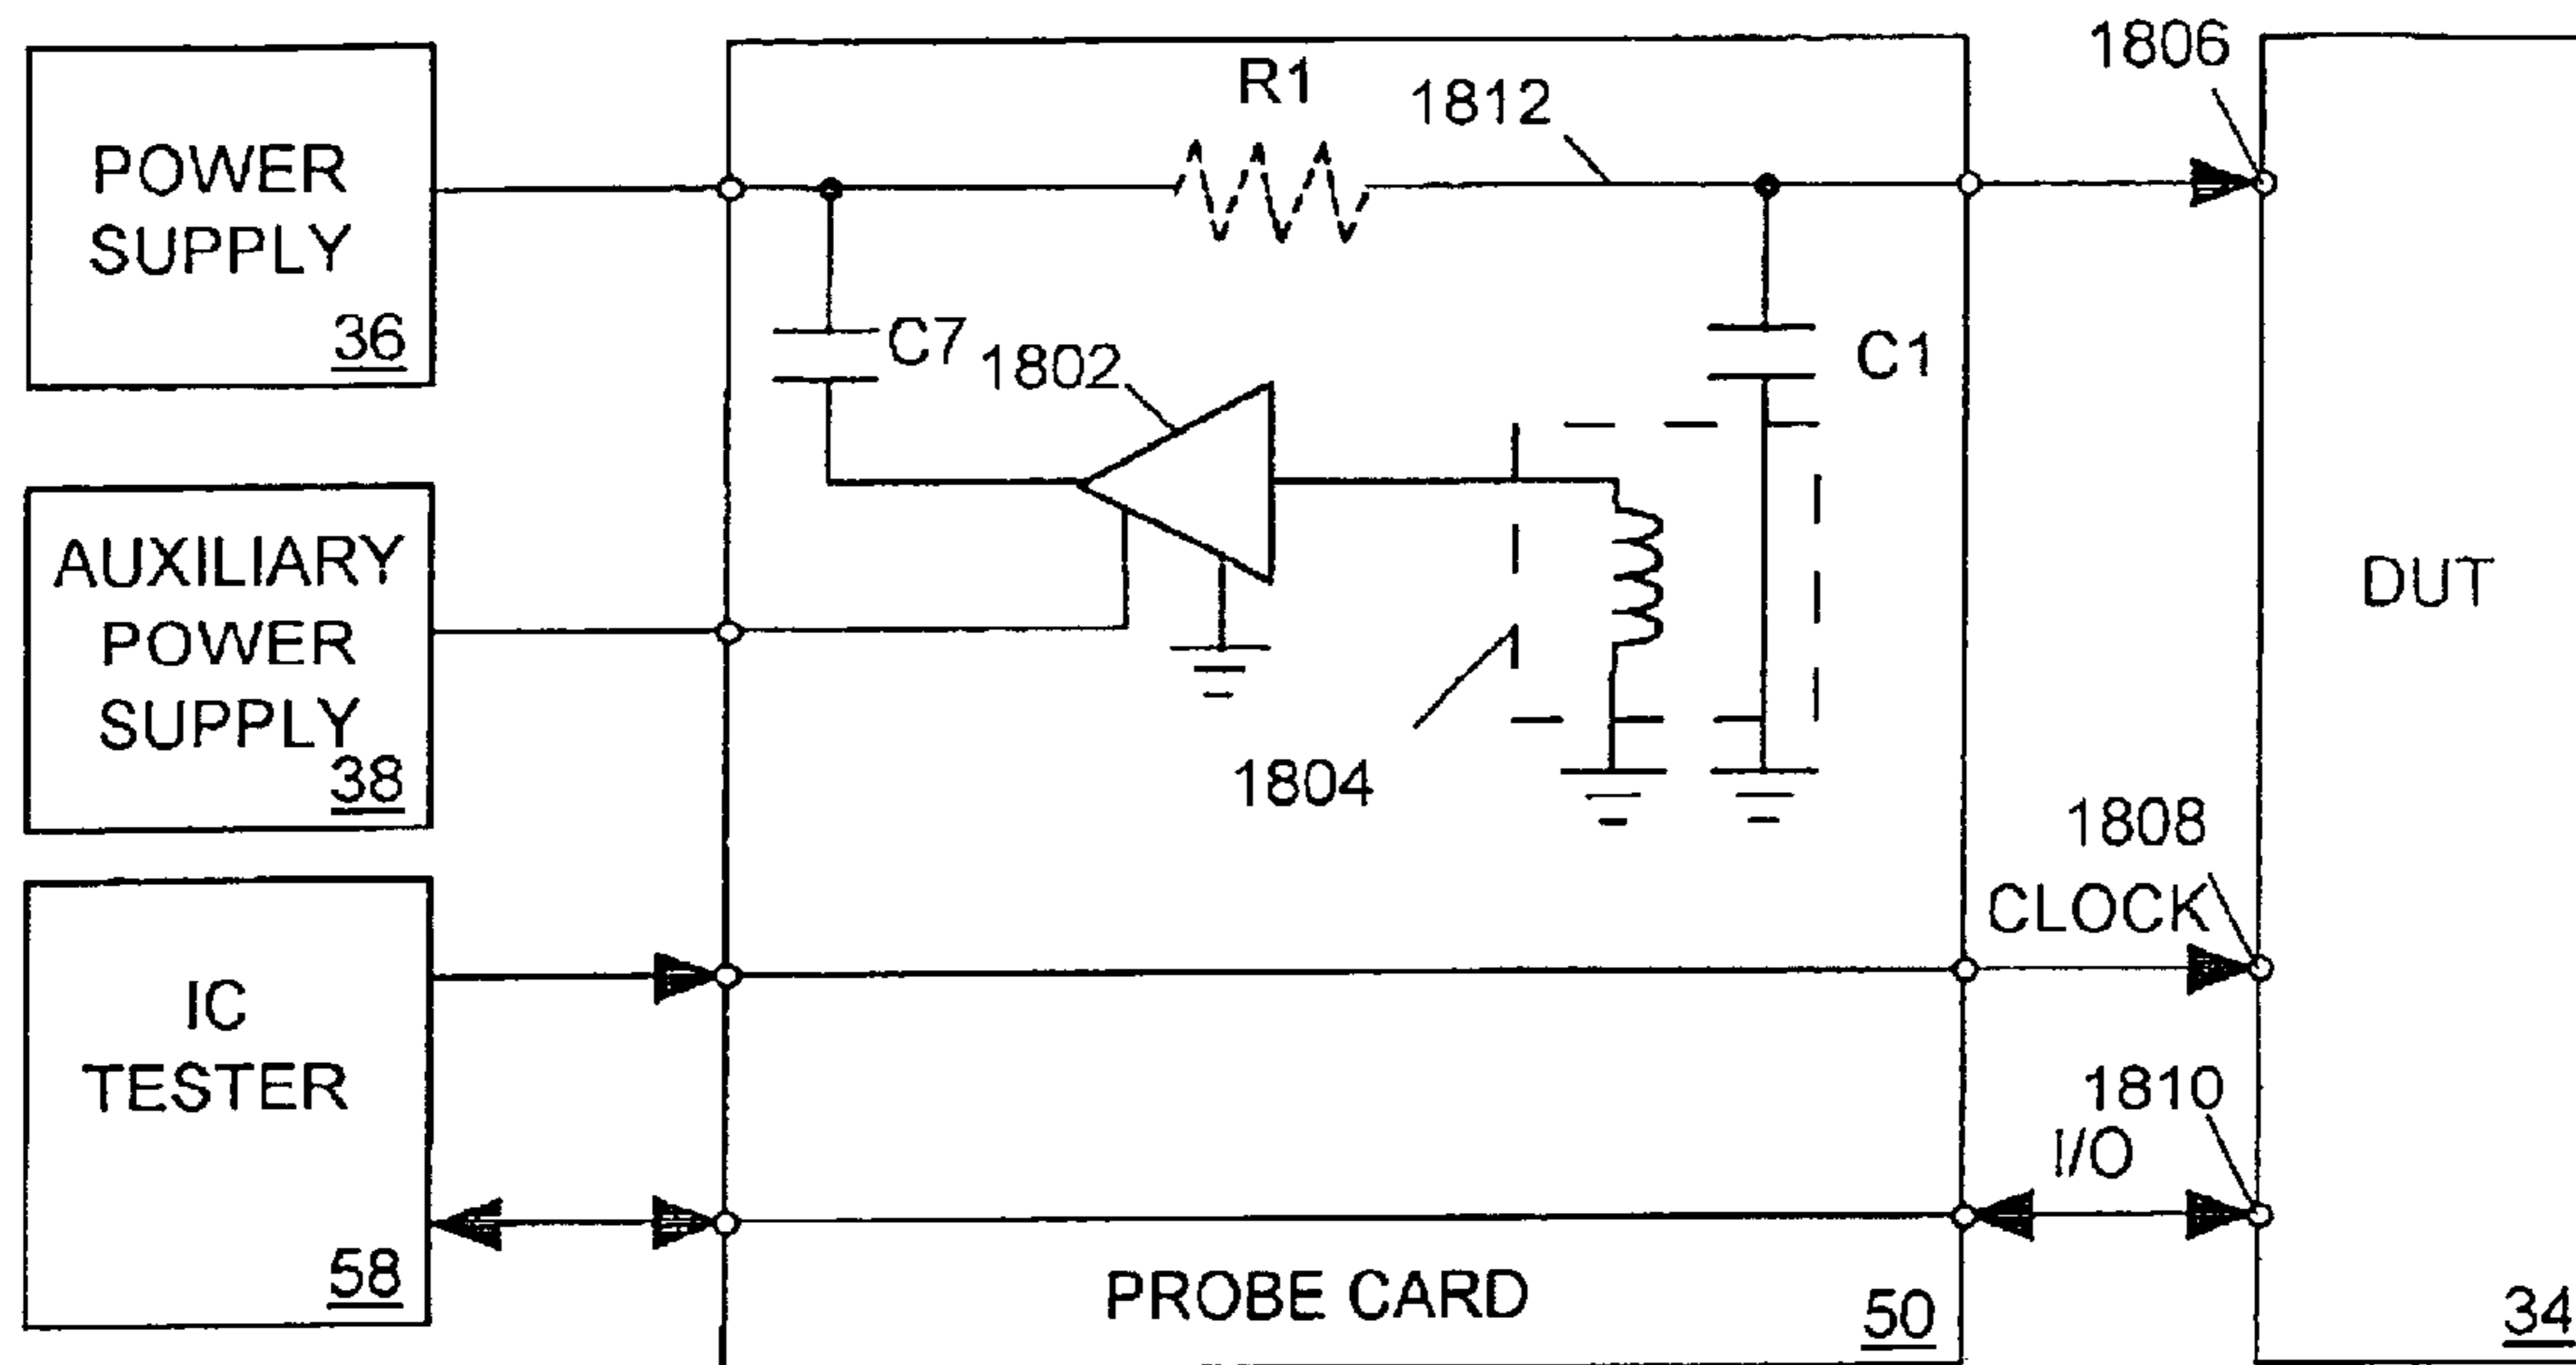 POWER
SUPPLY
36
AUXILIARY
POWER
SUPPLY
38
IC
TESTER
58
R1
1812
C7
1802
C1
1804
PROBE CARD
50
1806
1808
CLOCK
1810
I/O
DUT
34